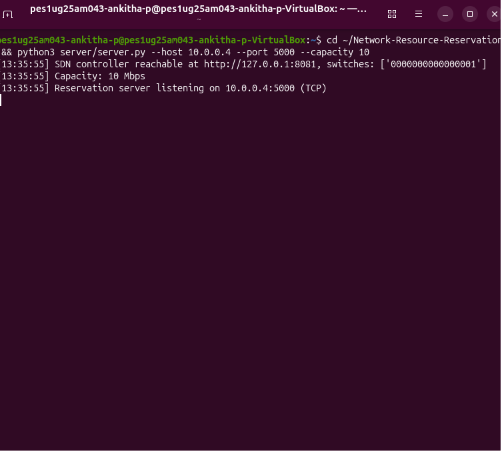 pes1ug25am043-ankitha-p@pes1ug25am043-ankitha-p-VirtualBox: ~ —...
pes1ug25am043-ankitha-p@pes1ug25am043-ankitha-p-VirtualBox:~$ cd ~/Network-Resource-Reservation
&& python3 server/server.py --host 10.0.0.4 --port 5000 --capacity 10
[13:35:55] SDN controller reachable at http://127.0.0.1:8081, switches: ['0000000000000001']
[13:35:55] Capacity: 10 Mbps
[13:35:55] Reservation server listening on 10.0.0.4:5000 (TCP)